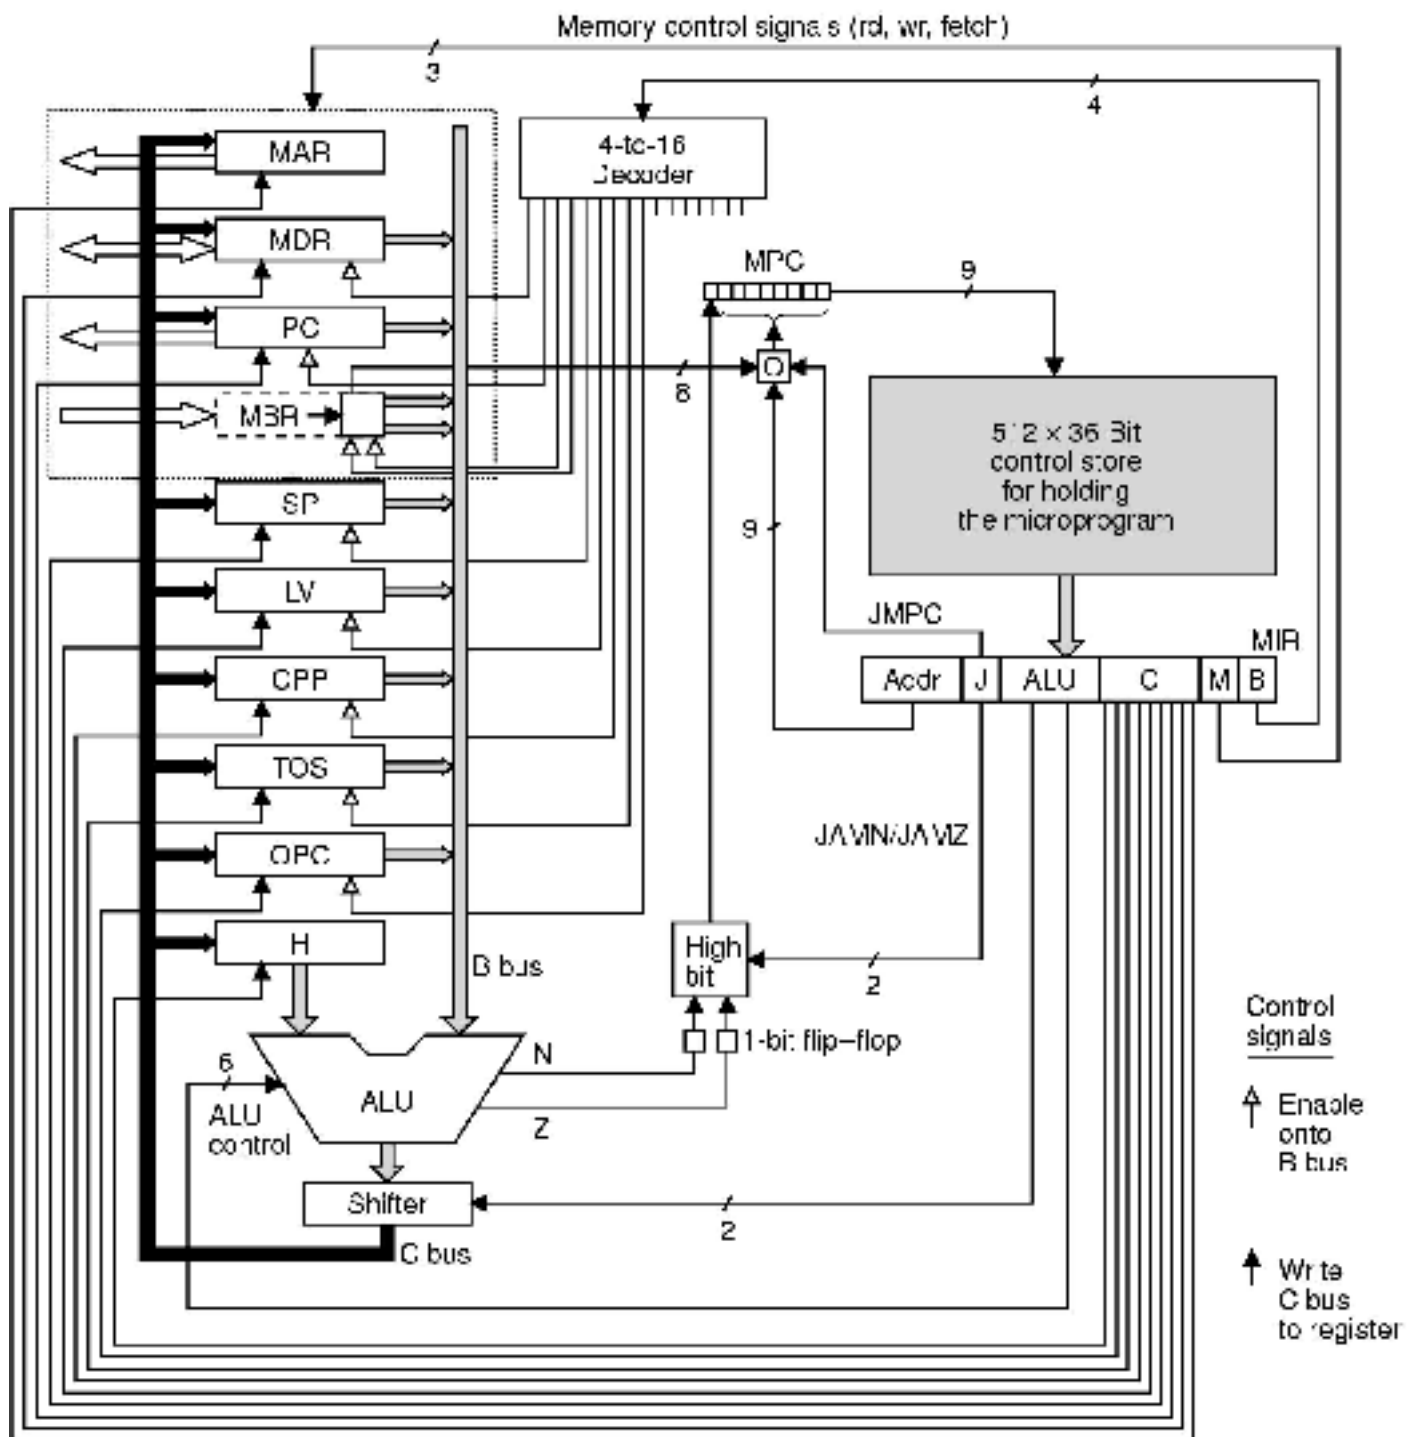 Memory control signals (rd, wr, fetch)
3
4
MAR
4-to-16
Decoder
MDR
MPC
9
PC
8
O
MBR
512 × 36 Bit
control store
for holding
the microprogram
SP
9
LV
JMPC
MIR
CPP
Addr
J
ALU
C
M
B
TOS
JAMN/JAMZ
OPC
H
High
bit
2
B bus
Control
signals
1-bit flip–flop
6
N
ALU
ALU
control
Z
Enable
onto
B bus
Shifter
2
C bus
Write
C bus
to register